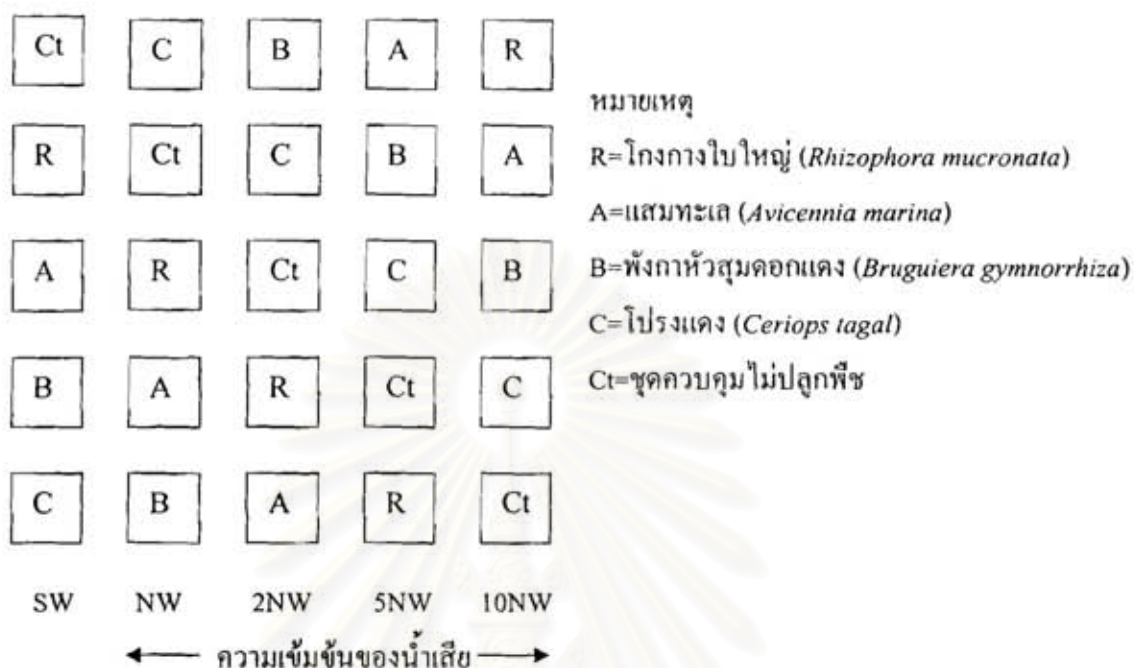 Ct C B A R
R Ct C B A
A R Ct C B
B A R Ct C
C B A R Ct
SW NW 2NW 5NW 10NW
ความเข้มข้นของน้ำเสีย
หมายเหตุ
R=โกงกางใบใหญ่ (Rhizophora mucronata)
A=แสมทะเล (Avicennia marina)
B=พังกาหัวสุมดอกแดง (Bruguiera gymnorrhiza)
C=โปรงแดง (Ceriops tagal)
Ct=ชุดควบคุมไม่ปลูกพืช